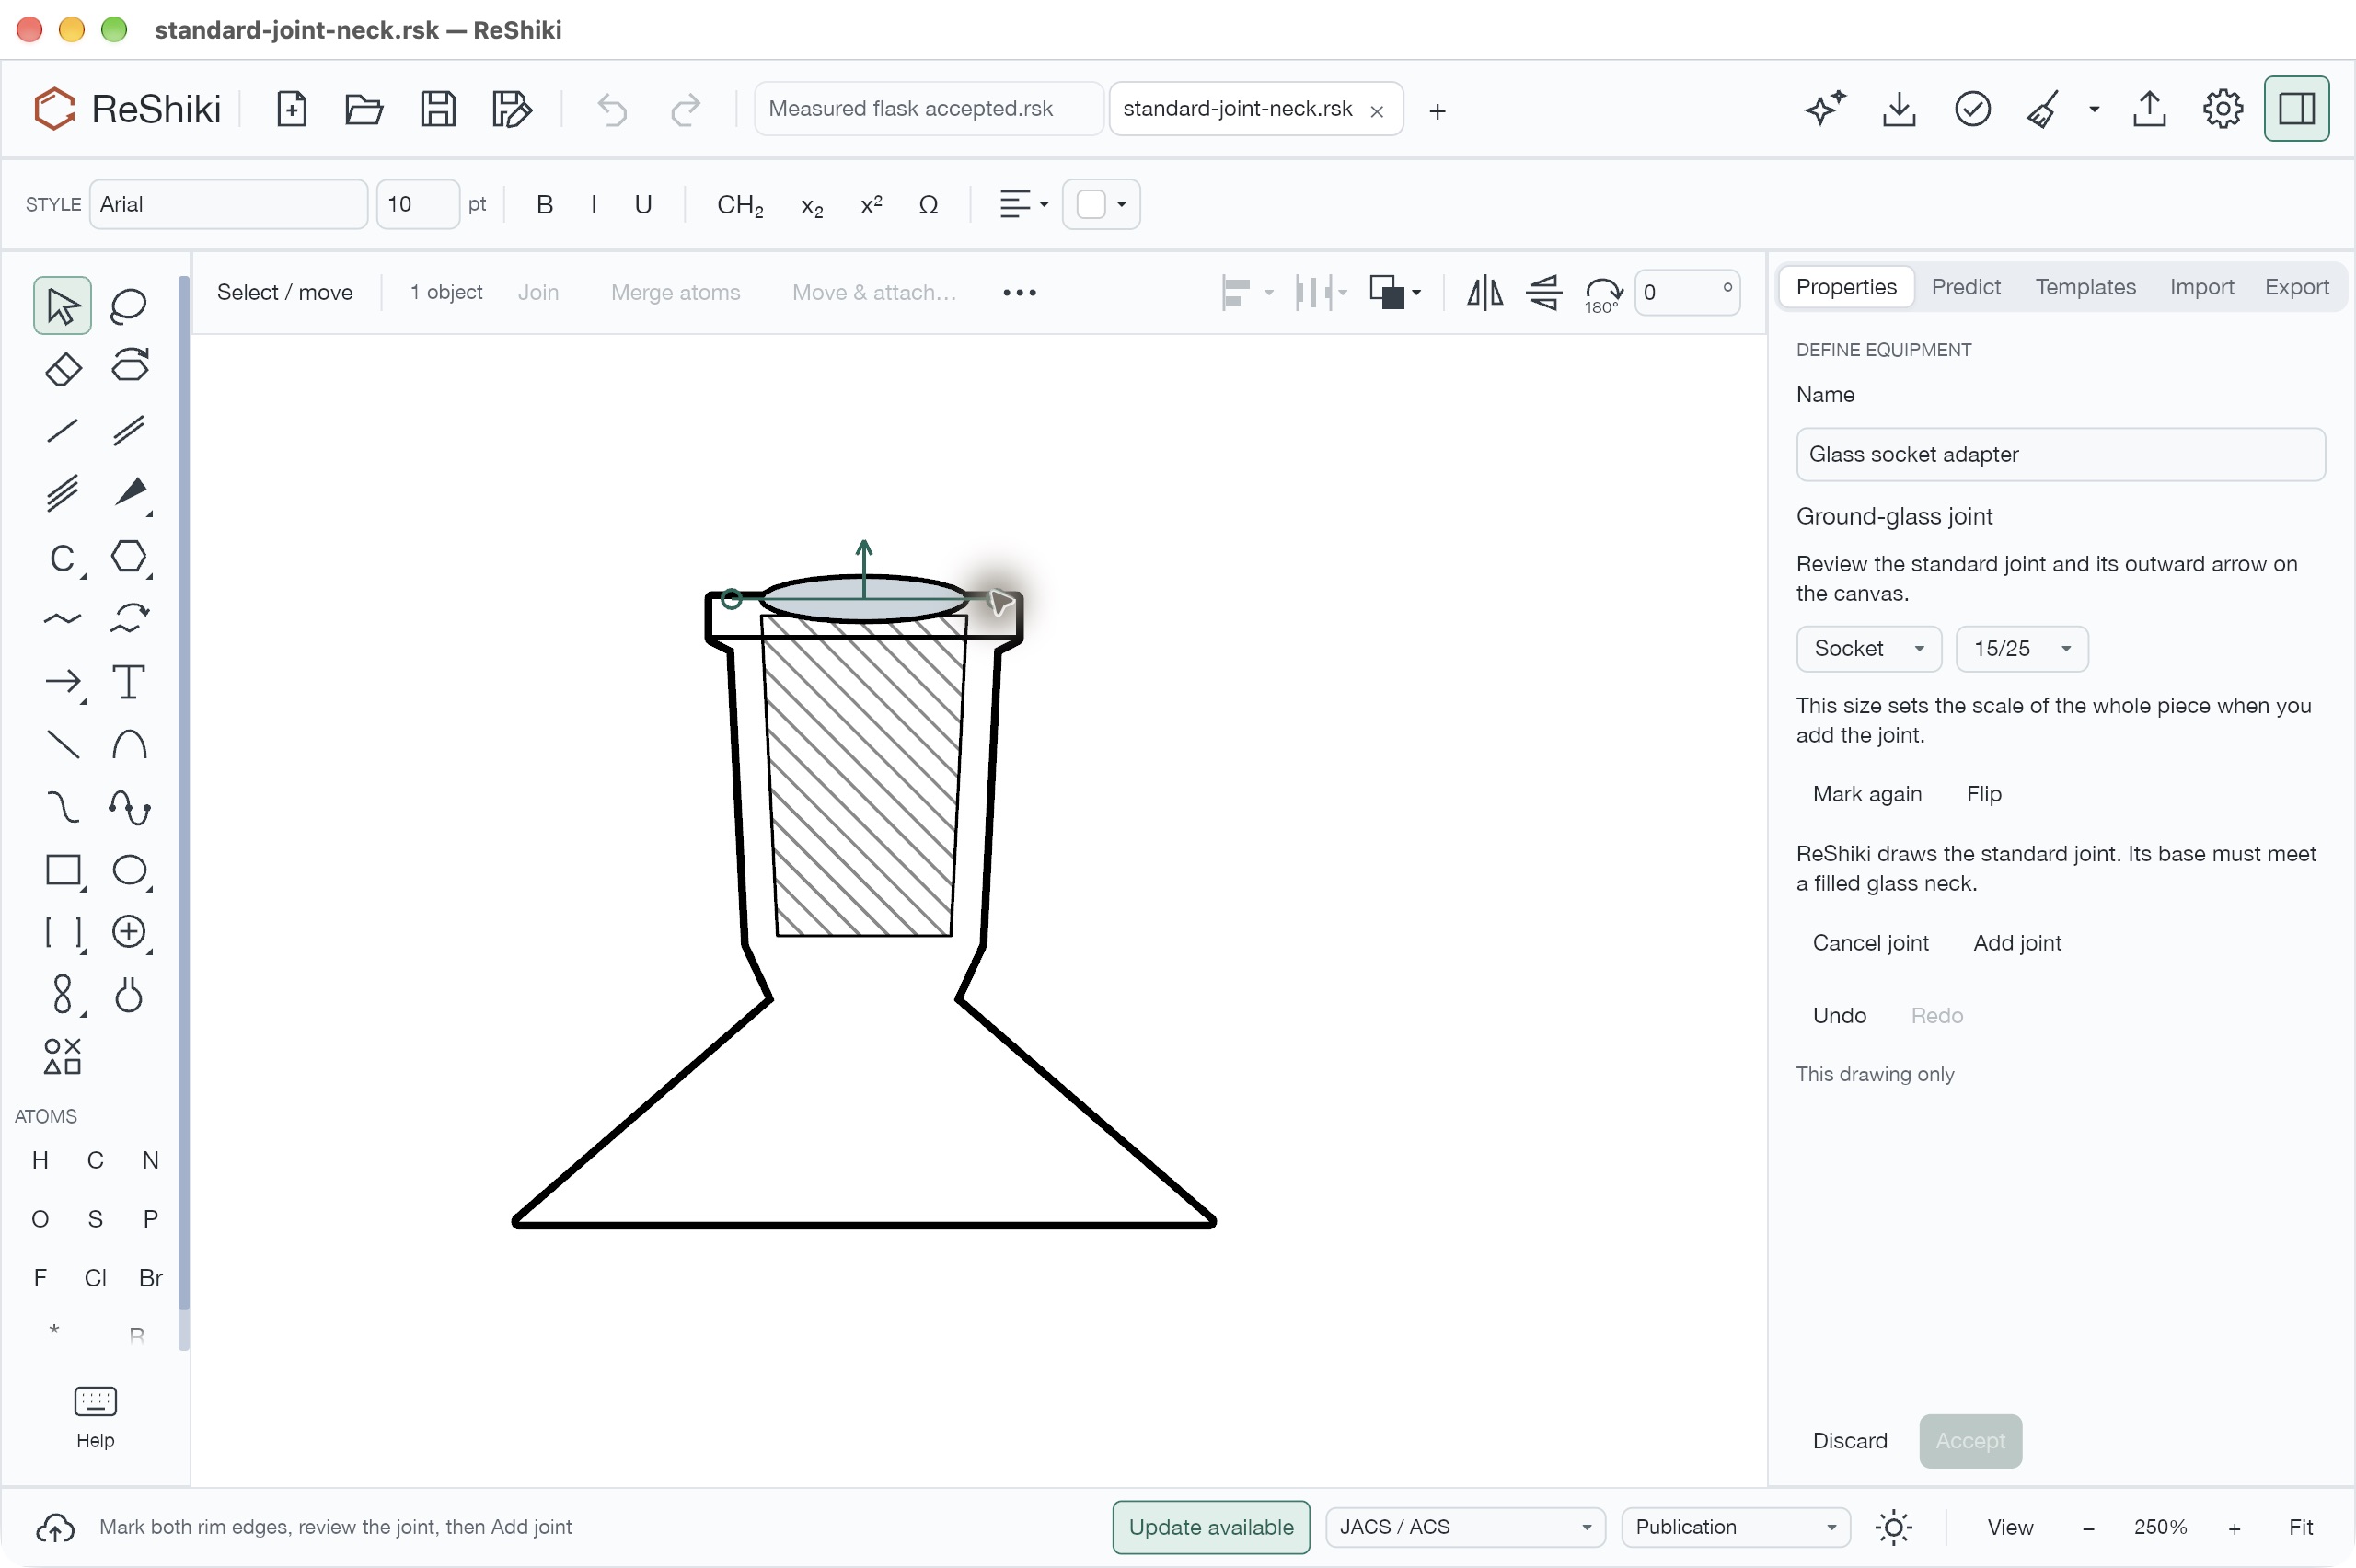 standard-joint-neck.rsk — ReShiki
ReShiki
Measured flask accepted.rsk
standard-joint-neck.rsk
STYLE
Arial
10
pt
B
I
U
CH₂
x₂
x²
Ω
Select / move
1 object
Join
Merge atoms
Move & attach…
180°
0
°
Properties
Predict
Templates
Import
Export
C
T
ATOMS
H C N
O S P
F Cl Br
* R
Help
DEFINE EQUIPMENT
Name
Glass socket adapter
Ground-glass joint
Review the standard joint and its outward arrow on
the canvas.
Socket
15/25
This size sets the scale of the whole piece when you
add the joint.
Mark again
Flip
ReShiki draws the standard joint. Its base must meet
a filled glass neck.
Cancel joint
Add joint
Undo
Redo
This drawing only
Discard
Accept
Mark both rim edges, review the joint, then Add joint
Update available
JACS / ACS
Publication
View
−
250%
+
Fit